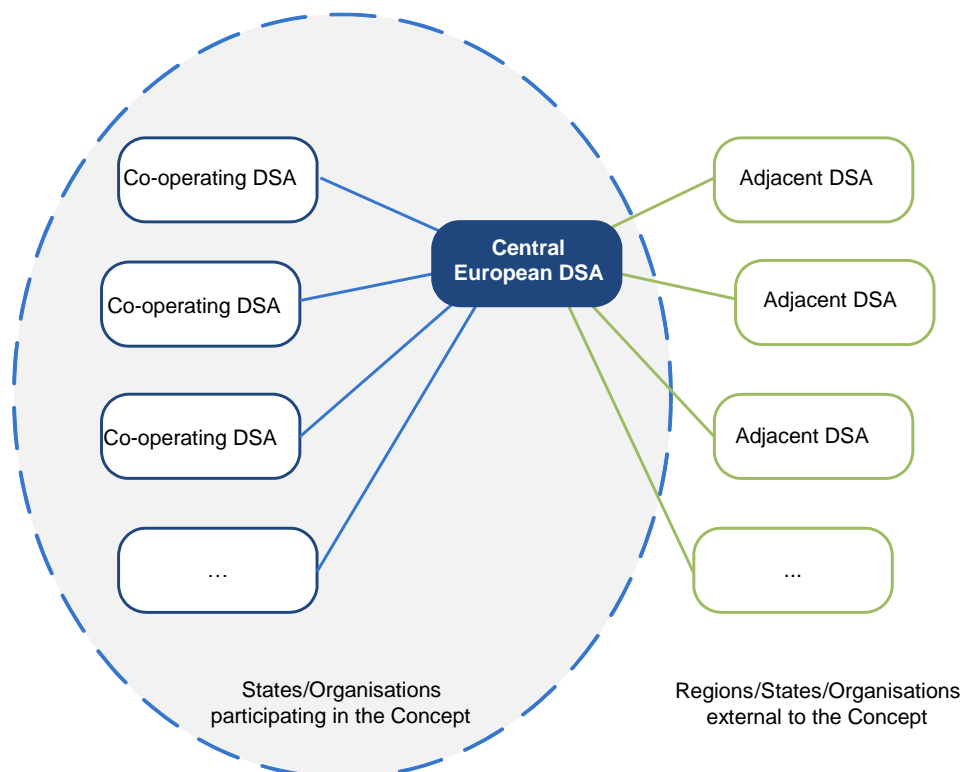 Co-operating DSA
Adjacent DSA
Central
European DSA
Co-operating DSA
Adjacent DSA
Co-operating DSA
Adjacent DSA
…
...
States/Organisations
participating in the Concept
Regions/States/Organisations
external to the Concept